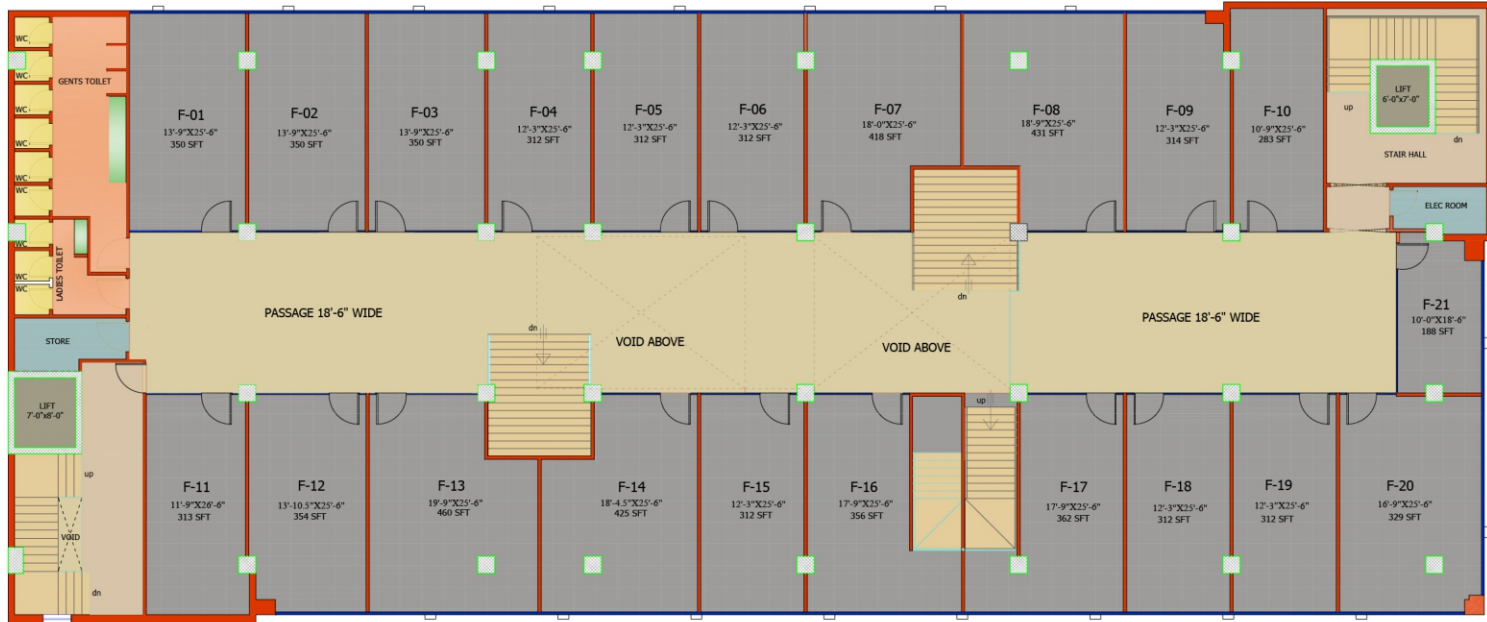 WC
WC
WC
WC
WC
WC
WC
WC
WC
GENTS TOILET
LADIES TOILET
STORE
LIFT
7'-0"x8'-0"
up
VOID
dn
F-01
13'-9"X25'-6"
350 SFT
F-02
13'-9"X25'-6"
350 SFT
F-03
13'-9"X25'-6"
350 SFT
F-04
12'-3"X25'-6"
312 SFT
F-05
12'-3"X25'-6"
312 SFT
F-06
12'-3"X25'-6"
312 SFT
F-07
18'-0"X25'-6"
418 SFT
F-08
18'-9"X25'-6"
431 SFT
F-09
12'-3"X25'-6"
314 SFT
F-10
10'-9"X25'-6"
283 SFT
LIFT
6'-0"x7'-0"
up
dn
STAIR HALL
ELEC ROOM
PASSAGE 18'-6" WIDE
dn
VOID ABOVE
VOID ABOVE
dn
PASSAGE 18'-6" WIDE
F-21
10'-0"X18'-6"
188 SFT
up
F-11
11'-9"X26'-6"
313 SFT
F-12
13'-10.5"X25'-6"
354 SFT
F-13
19'-9"X25'-6"
460 SFT
F-14
18'-4.5"X25'-6"
425 SFT
F-15
12'-3"X25'-6"
312 SFT
F-16
17'-9"X25'-6"
356 SFT
F-17
17'-9"X25'-6"
362 SFT
F-18
12'-3"X25'-6"
312 SFT
F-19
12'-3"X25'-6"
312 SFT
F-20
16'-9"X25'-6"
329 SFT